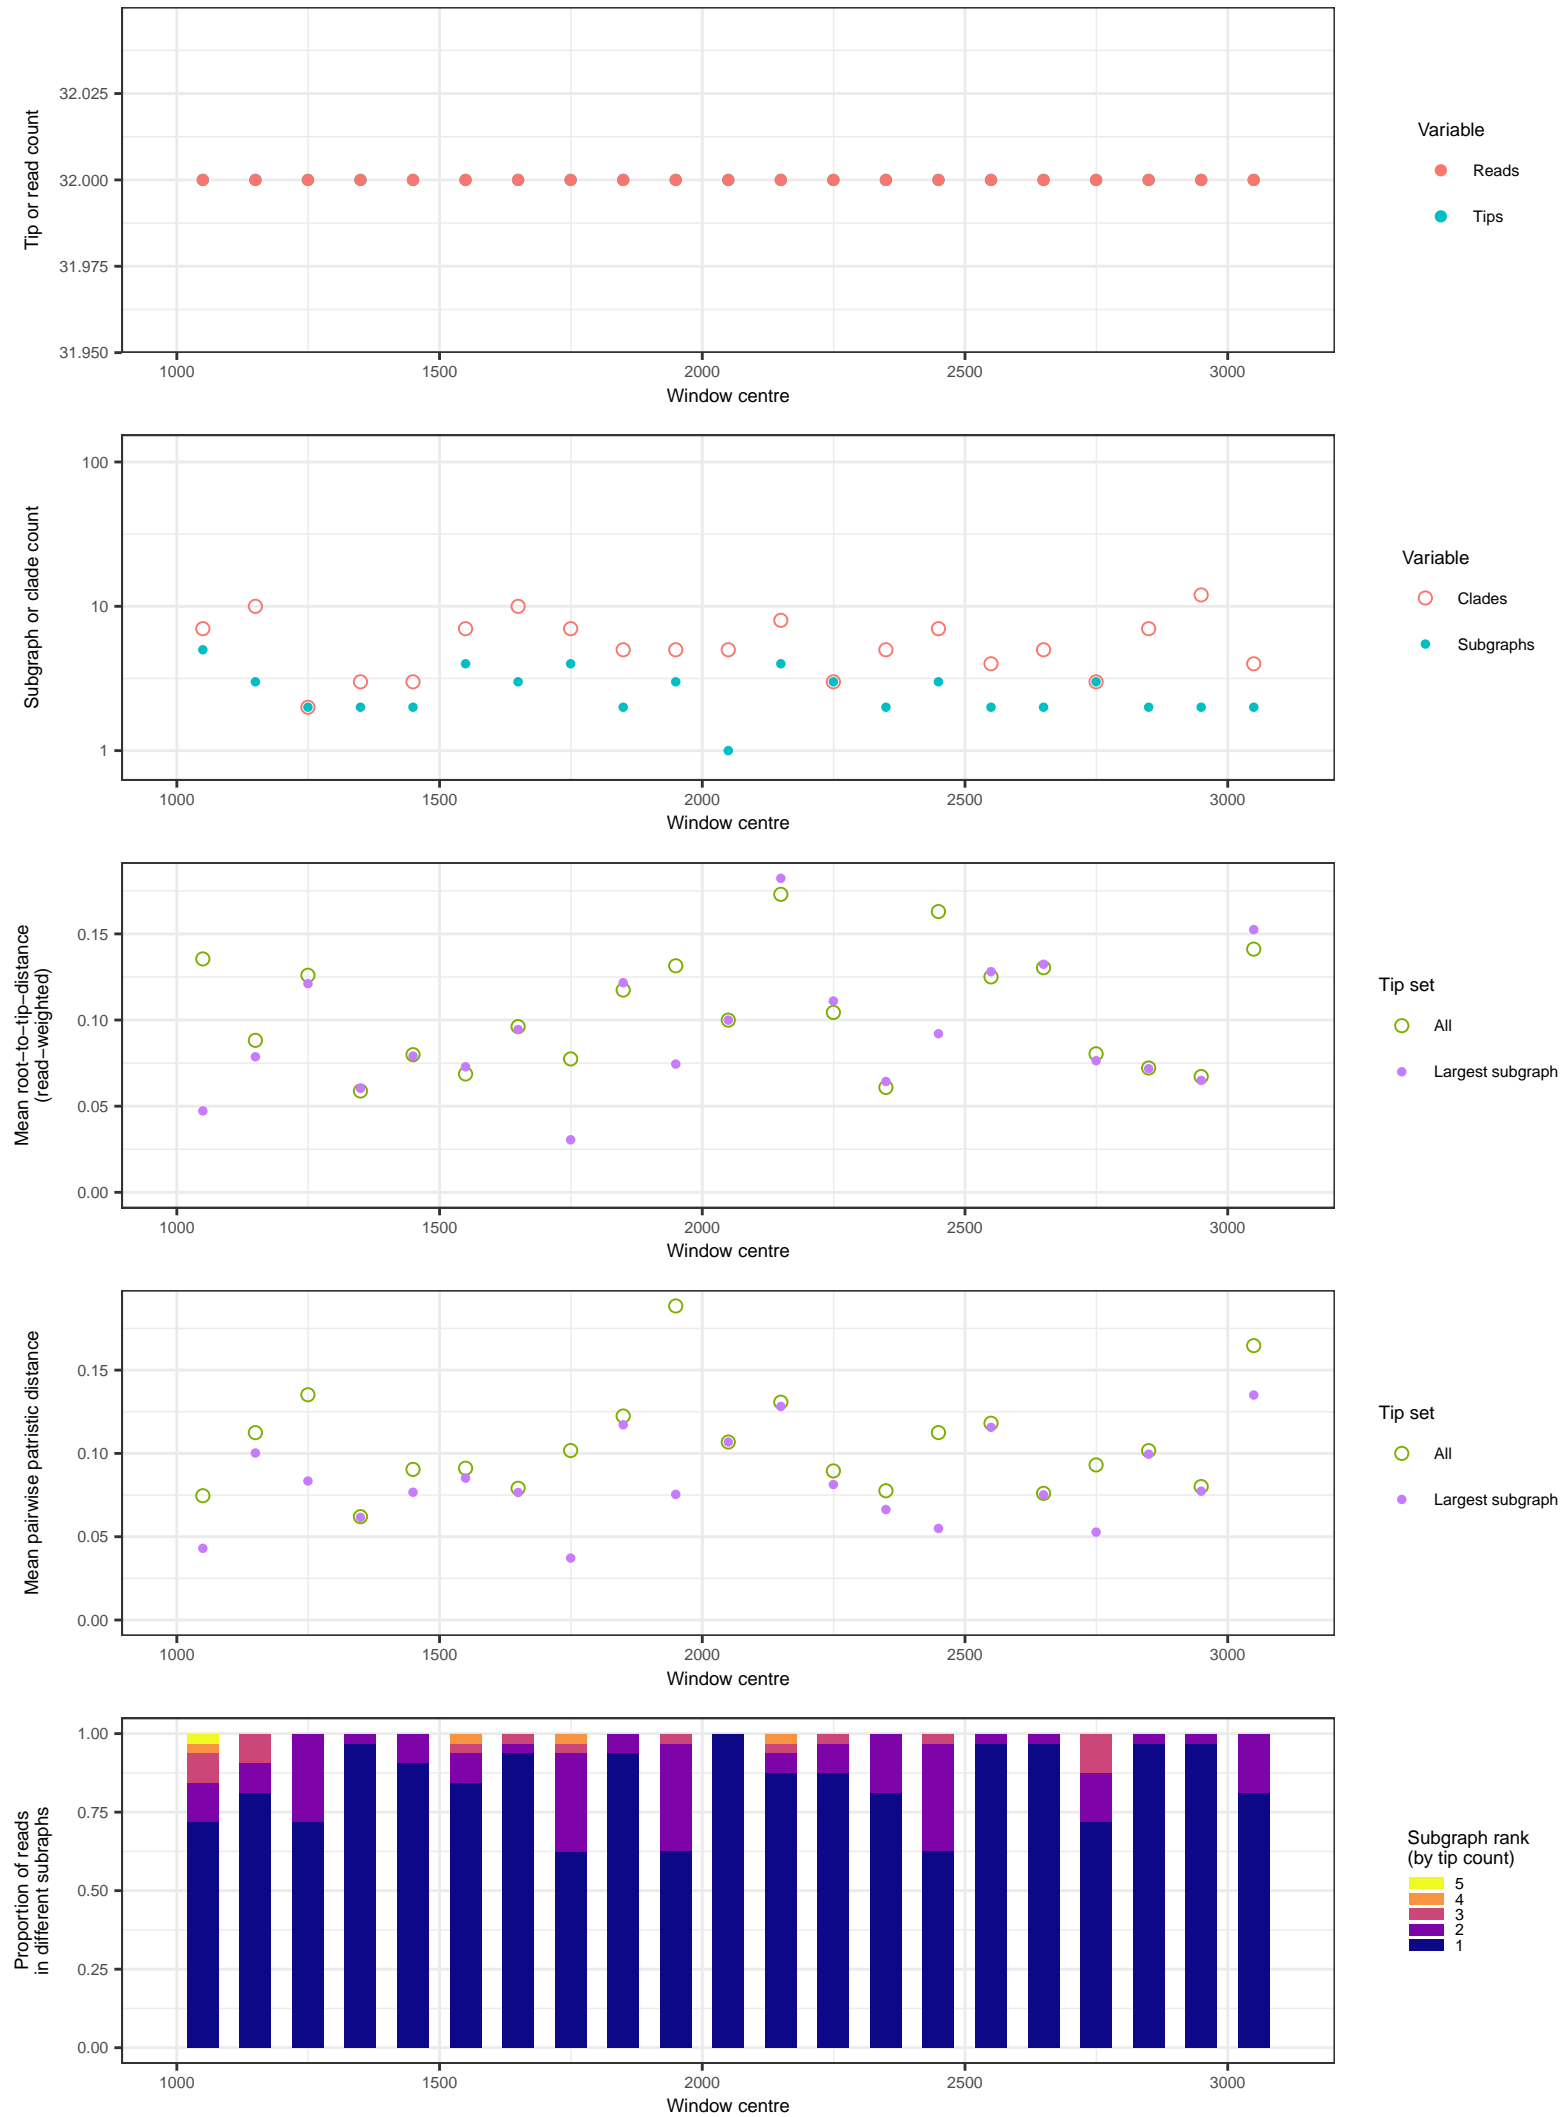 32.025
32.000
31.975
31.950
Tip or read count
1000
1500
2000
2500
3000
Window centre
Variable
Reads
Tips
100
10
1
Subgraph or clade count
1000
1500
2000
2500
3000
Window centre
Variable
Clades
Subgraphs
0.15
0.10
0.05
0.00
Mean root−to−tip−distance
(read−weighted)
1000
1500
2000
2500
3000
Window centre
Tip set
All
Largest subgraph
0.15
0.10
0.05
0.00
Mean pairwise patristic distance
1000
1500
2000
2500
3000
Window centre
Tip set
All
Largest subgraph
1.00
0.75
0.50
0.25
0.00
Proportion of reads
in different subraphs
1000
1500
2000
2500
3000
Window centre
Subgraph rank
(by tip count)
5
4
3
2
1